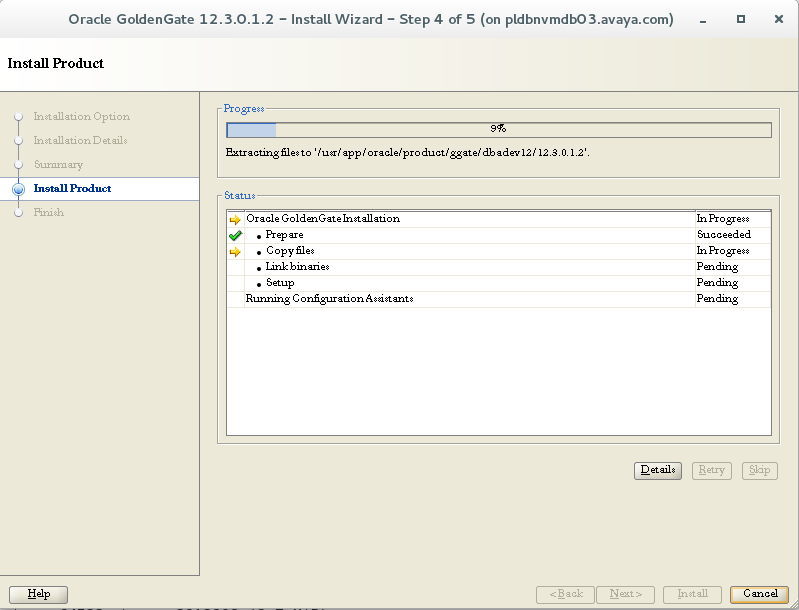 Oracle GoldenGate 12.3.0.1.2 - Install Wizard - Step 4 of 5 (on pldbnvmdb03.avaya.com)
Install Product
Installation Option
Installation Details
Summary
Install Product
Finish
Progress
9%
Extracting files to '/usr/app/oracle/product/ggate/dbadev12/12.3.0.1.2'.
Status
Oracle GoldenGate Installation In Progress
• Prepare Succeeded
• Copy files In Progress
• Link binaries Pending
• Setup Pending
Running Configuration Assistants Pending
Details Retry Skip
Help <Back Next> Install Cancel